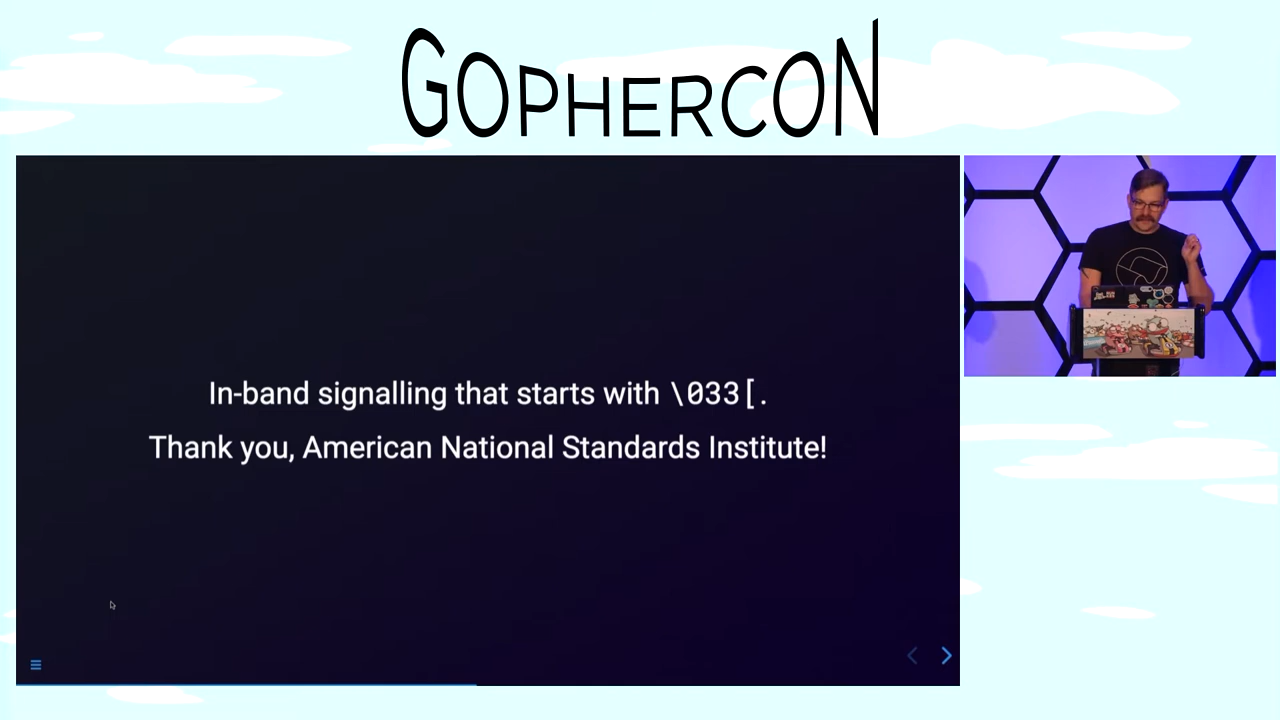 GOPHERCON
In-band signalling that starts with \033[.
Thank you, American National Standards Institute!